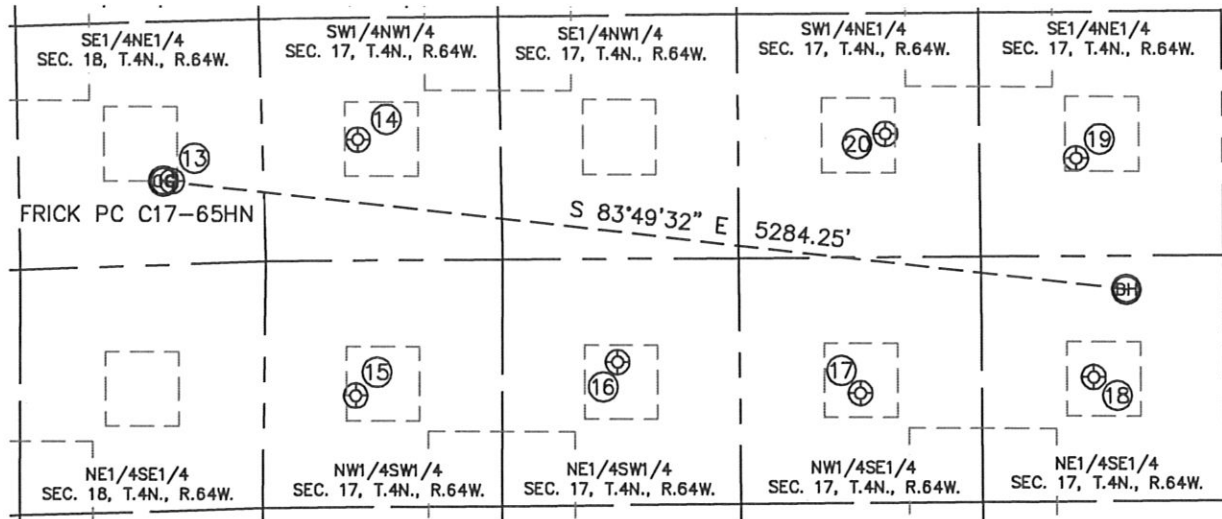 SE1/4NE1/4
SEC. 18, T.4N., R.64W.
SW1/4NW1/4
SEC. 17, T.4N., R.64W.
SE1/4NW1/4
SEC. 17, T.4N., R.64W.
SW1/4NE1/4
SEC. 17, T.4N., R.64W.
SE1/4NE1/4
SEC. 17, T.4N., R.64W.
13
14
20
19
FRICK PC C17-65HN
S 83°49'32" E 5284.25'
BH
15
16
17
18
NE1/4SE1/4
SEC. 18, T.4N., R.64W.
NW1/4SW1/4
SEC. 17, T.4N., R.64W.
NE1/4SW1/4
SEC. 17, T.4N., R.64W.
NW1/4SE1/4
SEC. 17, T.4N., R.64W.
NE1/4SE1/4
SEC. 17, T.4N., R.64W.